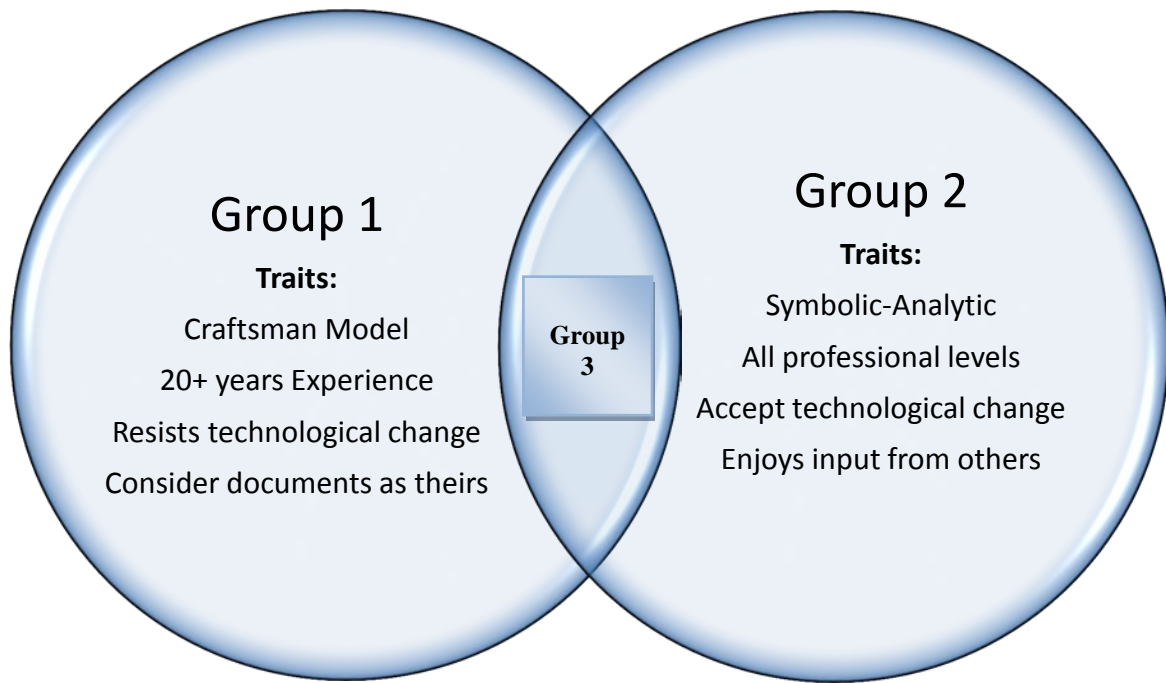 Group 1
Traits:
Craftsman Model
20+ years Experience
Resists technological change
Consider documents as theirs
Group
3
Group 2
Traits:
Symbolic-Analytic
All professional levels
Accept technological change
Enjoys input from others